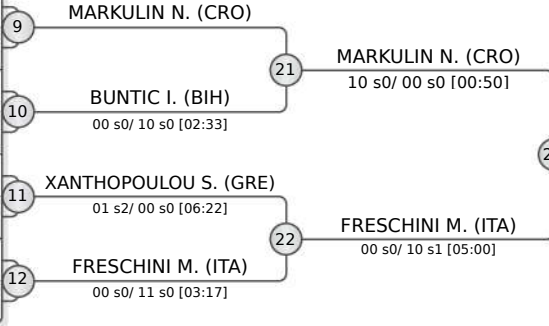 MARKULIN N. (CRO)
9
21
MARKULIN N. (CRO)
10 s0/ 00 s0 [00:50]
BUNTIC I. (BIH)
10
00 s0/ 10 s0 [02:33]
XANTHOPOULOU S. (GRE)
11
01 s2/ 00 s0 [06:22]
22
FRESCHINI M. (ITA)
00 s0/ 10 s1 [05:00]
FRESCHINI M. (ITA)
12
00 s0/ 11 s0 [03:17]